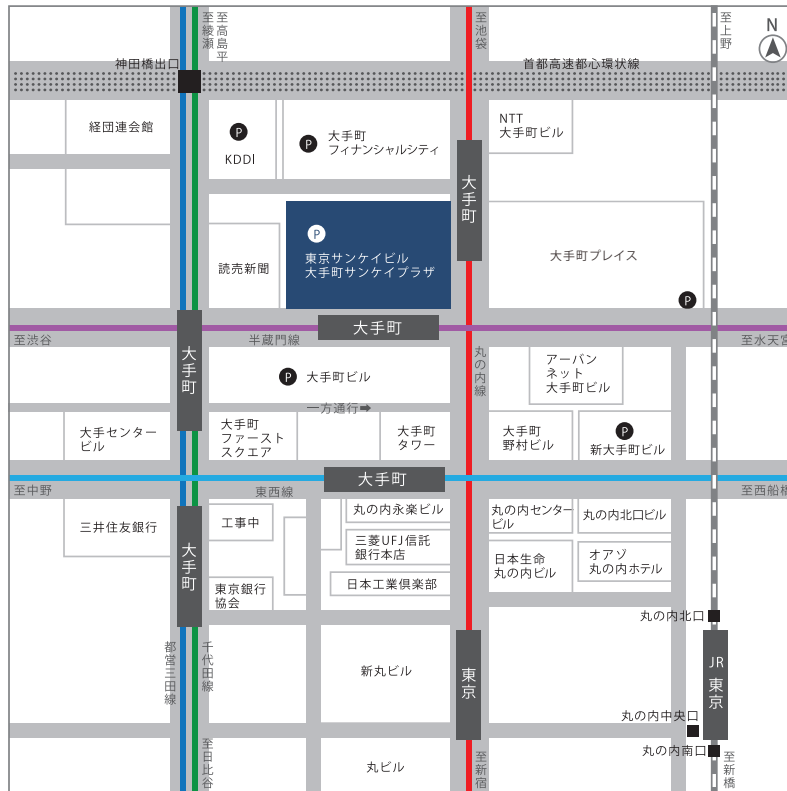 至綾瀬
至高島平
至池袋
至上野
N
神田橋出口
首都高速都心環状線
経団連会館
P
KDDI
P
大手町
フィナンシャルシティ
NTT
大手町ビル
大手町
P
東京サンケイビル
大手町サンケイプラザ
読売新聞
大手町プレイス
P
大手町
至渋谷
半蔵門線
至水天宮
大手町
丸の内線
P
大手町ビル
アーバン
ネット
大手町ビル
一方通行➡
大手センター
ビル
大手町
ファースト
スクエア
大手町
タワー
大手町
野村ビル
P
新大手町ビル
大手町
至中野
東西線
至西船橋
三井住友銀行
大手町
工事中
丸の内永楽ビル
丸の内センター
ビル
丸の内北口ビル
三菱UFJ信託
銀行本店
日本生命
丸の内ビル
オアゾ
丸の内ホテル
日本工業倶楽部
東京銀行
協会
丸の内北口
都営三田線
千代田線
新丸ビル
東京
JR
東京
丸の内中央口
至日比谷
丸ビル
至新宿
丸の内南口
至新橋